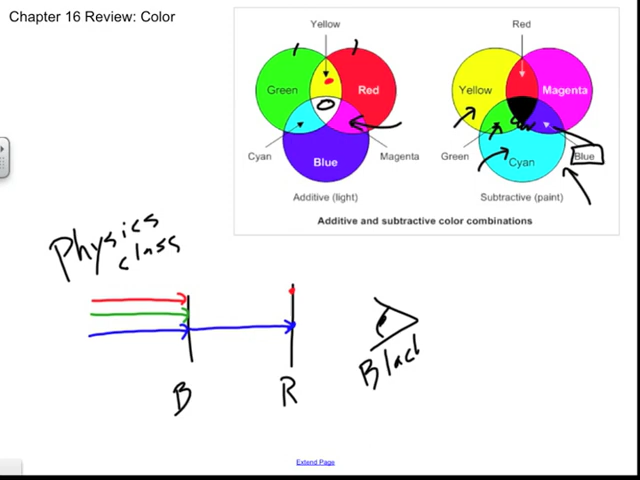 Chapter 16 Review: Color
Yellow
Green
Red
Cyan
Blue
Magenta
Additive (light)
Red
Yellow
Magenta
Green
Cyan
Blue
Subtractive (paint)
Additive and subtractive color combinations
Physics
class
B
R
Black
Extend Page